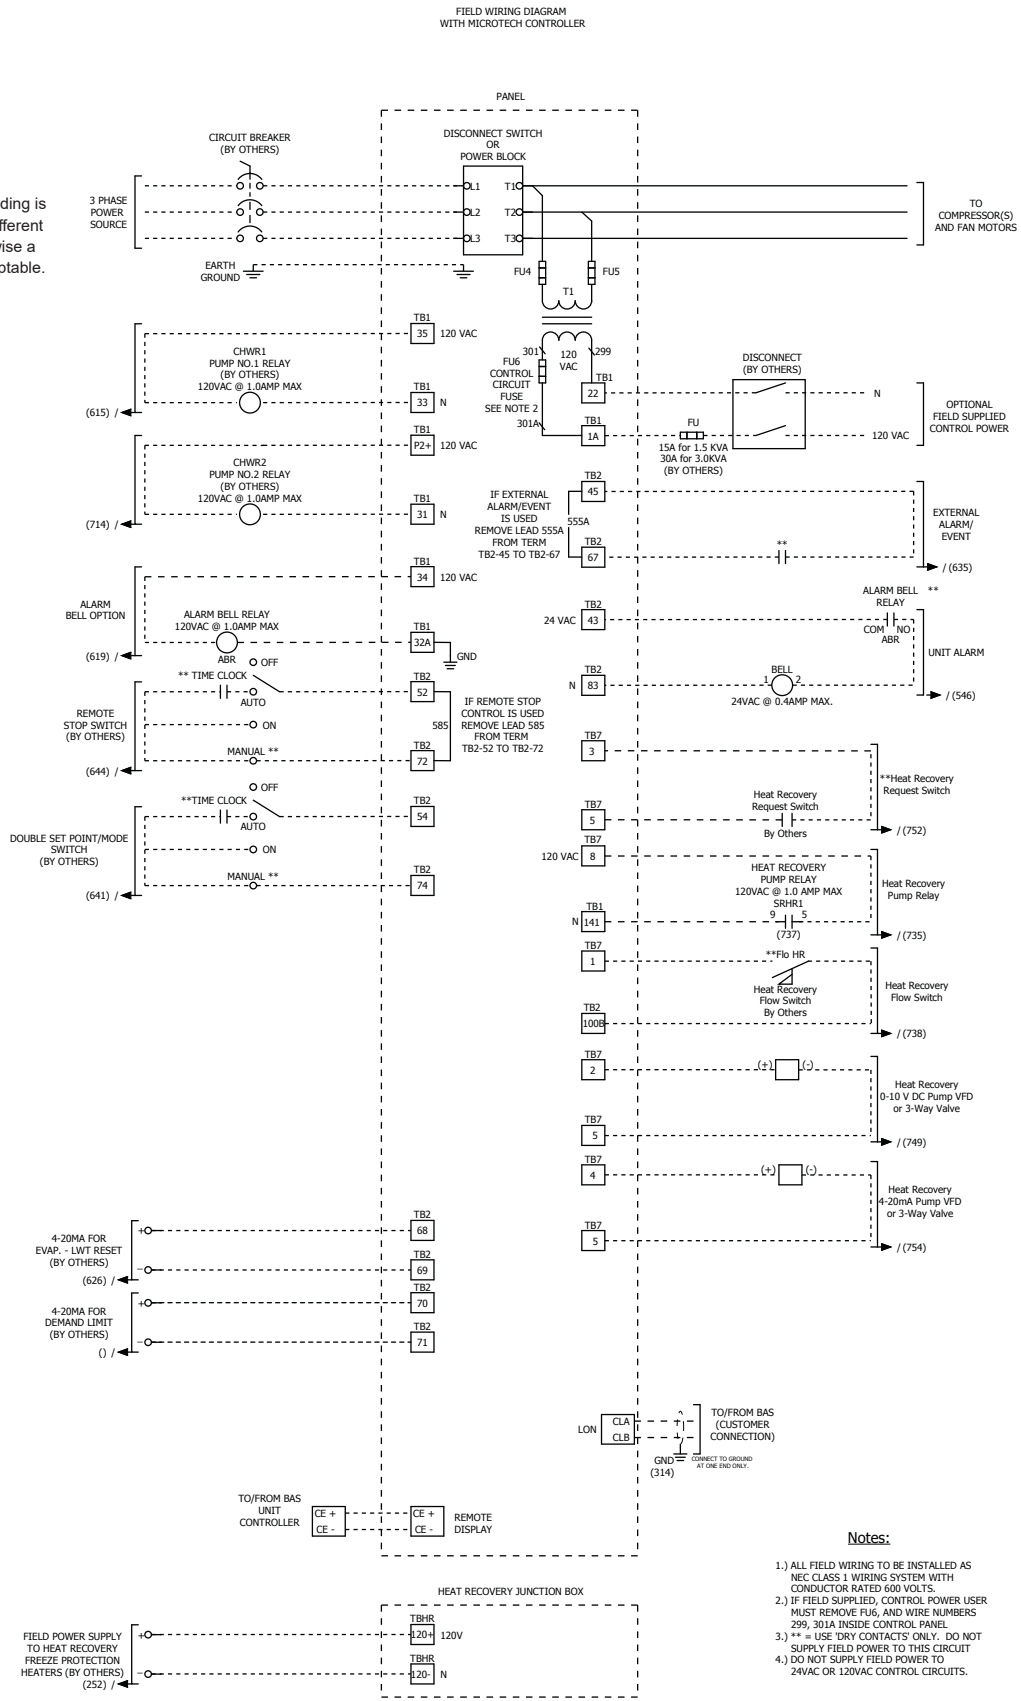 FIELD WIRING DIAGRAM
WITH MICROTECH CONTROLLER
PANEL
CIRCUIT BREAKER
(BY OTHERS)
DISCONNECT SWITCH
OR
POWER BLOCK
ding is
fferent
vise a
ptable.
3 PHASE
POWER
SOURCE
L1
L2
L3
T1
T2
T3
TO
COMPRESSOR(S)
AND FAN MOTORS
EARTH
GROUND
FU4
FU5
T1
301
120
VAC
299
FU6
CONTROL
CIRCUIT
FUSE
SEE NOTE 2
301A
TB1
22
TB1
1A
DISCONNECT
(BY OTHERS)
N
FU
15A for 1.5 KVA
30A for 3.0KVA
(BY OTHERS)
120 VAC
OPTIONAL
FIELD SUPPLIED
CONTROL POWER
TB1
35 120 VAC
CHWR1
PUMP NO.1 RELAY
(BY OTHERS)
120VAC @ 1.0AMP MAX
TB1
33 N
(615) /
TB1
P2+ 120 VAC
CHWR2
PUMP NO.2 RELAY
(BY OTHERS)
120VAC @ 1.0AMP MAX
TB1
31 N
(714) /
IF EXTERNAL
ALARM/EVENT
IS USED
REMOVE LEAD 555A
FROM TERM
TB2-45 TO TB2-67
555A
TB2
45
TB2
67
**
EXTERNAL
ALARM/
EVENT
/ (635)
TB1
34 120 VAC
ALARM
BELL OPTION
ALARM BELL RELAY
120VAC @ 1.0AMP MAX
ABR
TB1
32A
GND
(619) /
TB2
24 VAC 43
ALARM BELL **
RELAY
COM NO
ABR
UNIT ALARM
TB2
N 83
BELL
1 2
24VAC @ 0.4AMP MAX.
/ (546)
OFF
** TIME CLOCK
AUTO
ON
MANUAL **
REMOTE
STOP SWITCH
(BY OTHERS)
(644) /
TB2
52
585
TB2
72
IF REMOTE STOP
CONTROL IS USED
REMOVE LEAD 585
FROM TERM
TB2-52 TO TB2-72
OFF
**TIME CLOCK
AUTO
ON
MANUAL **
DOUBLE SET POINT/MODE
SWITCH
(BY OTHERS)
(641) /
TB2
54
TB2
74
TB7
3
**Heat Recovery
Request Switch
Heat Recovery
Request Switch
By Others
TB7
5
/ (752)
TB7
120 VAC 8
HEAT RECOVERY
PUMP RELAY
120VAC @ 1.0 AMP MAX
SRHR1
9 5
(737)
Heat Recovery
Pump Relay
TB1
N 141
/ (735)
TB7
1
**Flo HR
Heat Recovery
Flow Switch
By Others
Heat Recovery
Flow Switch
TB2
100B
/ (738)
TB7
2
(+) (-)
Heat Recovery
0-10 V DC Pump VFD
or 3-Way Valve
TB7
5
/ (749)
TB7
4
(+) (-)
Heat Recovery
4-20mA Pump VFD
or 3-Way Valve
TB7
5
/ (754)
4-20MA FOR
EVAP. - LWT RESET
(BY OTHERS)
(626) /
+
-
TB2
68
TB2
69
4-20MA FOR
DEMAND LIMIT
(BY OTHERS)
() /
+
-
TB2
70
TB2
71
LON
CLA
CLB
TO/FROM BAS
(CUSTOMER
CONNECTION)
GND
(314)
CONNECT TO GROUND
AT ONE END ONLY.
TO/FROM BAS
UNIT
CONTROLLER
CE +
CE -
CE +
CE -
REMOTE
DISPLAY
HEAT RECOVERY JUNCTION BOX
FIELD POWER SUPPLY
TO HEAT RECOVERY
FREEZE PROTECTION
HEATERS (BY OTHERS)
(252) /
+
-
TBHR
120+ 120V
TBHR
120- N
Notes:
1.) ALL FIELD WIRING TO BE INSTALLED AS
NEC CLASS 1 WIRING SYSTEM WITH
CONDUCTOR RATED 600 VOLTS.
2.) IF FIELD SUPPLIED, CONTROL POWER USER
MUST REMOVE FU6, AND WIRE NUMBERS
299, 301A INSIDE CONTROL PANEL
3.) ** = USE 'DRY CONTACTS' ONLY. DO NOT
SUPPLY FIELD POWER TO THIS CIRCUIT
4.) DO NOT SUPPLY FIELD POWER TO
24VAC OR 120VAC CONTROL CIRCUITS.